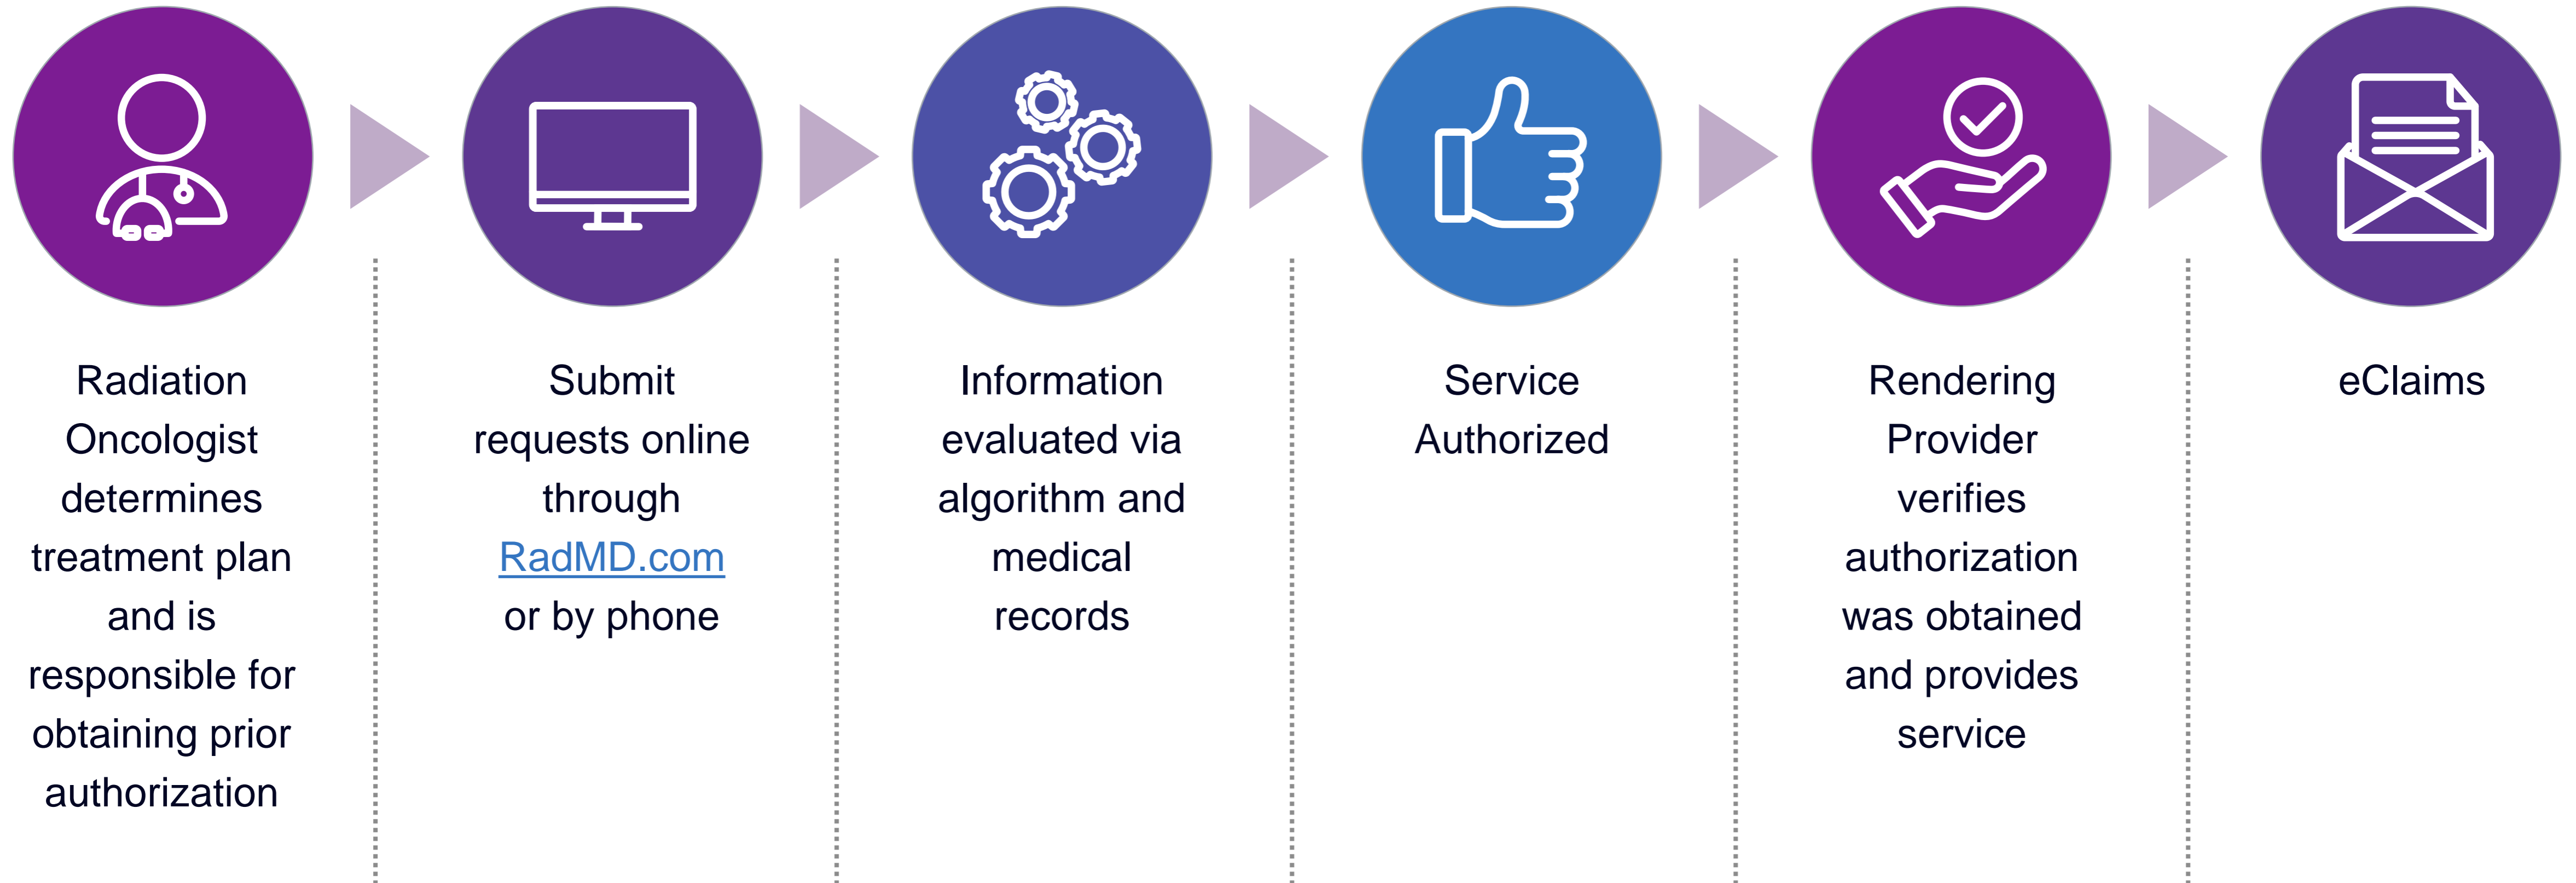 Radiation
Oncologist
determines
treatment plan
and is
responsible for
obtaining prior
authorization
Submit
requests online
through
RadMD.com
or by phone
Information
evaluated via
algorithm and
medical
records
Service
Authorized
Rendering
Provider
verifies
authorization
was obtained
and provides
service
eClaims